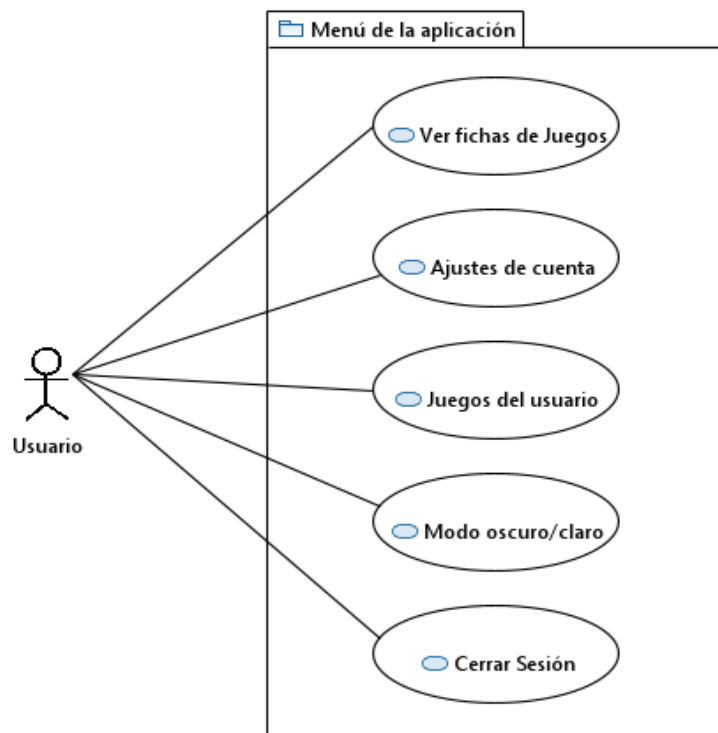 Menú de la aplicación
Ver fichas de Juegos
Ajustes de cuenta
Juegos del usuario
Usuario
Modo oscuro/claro
Cerrar Sesión